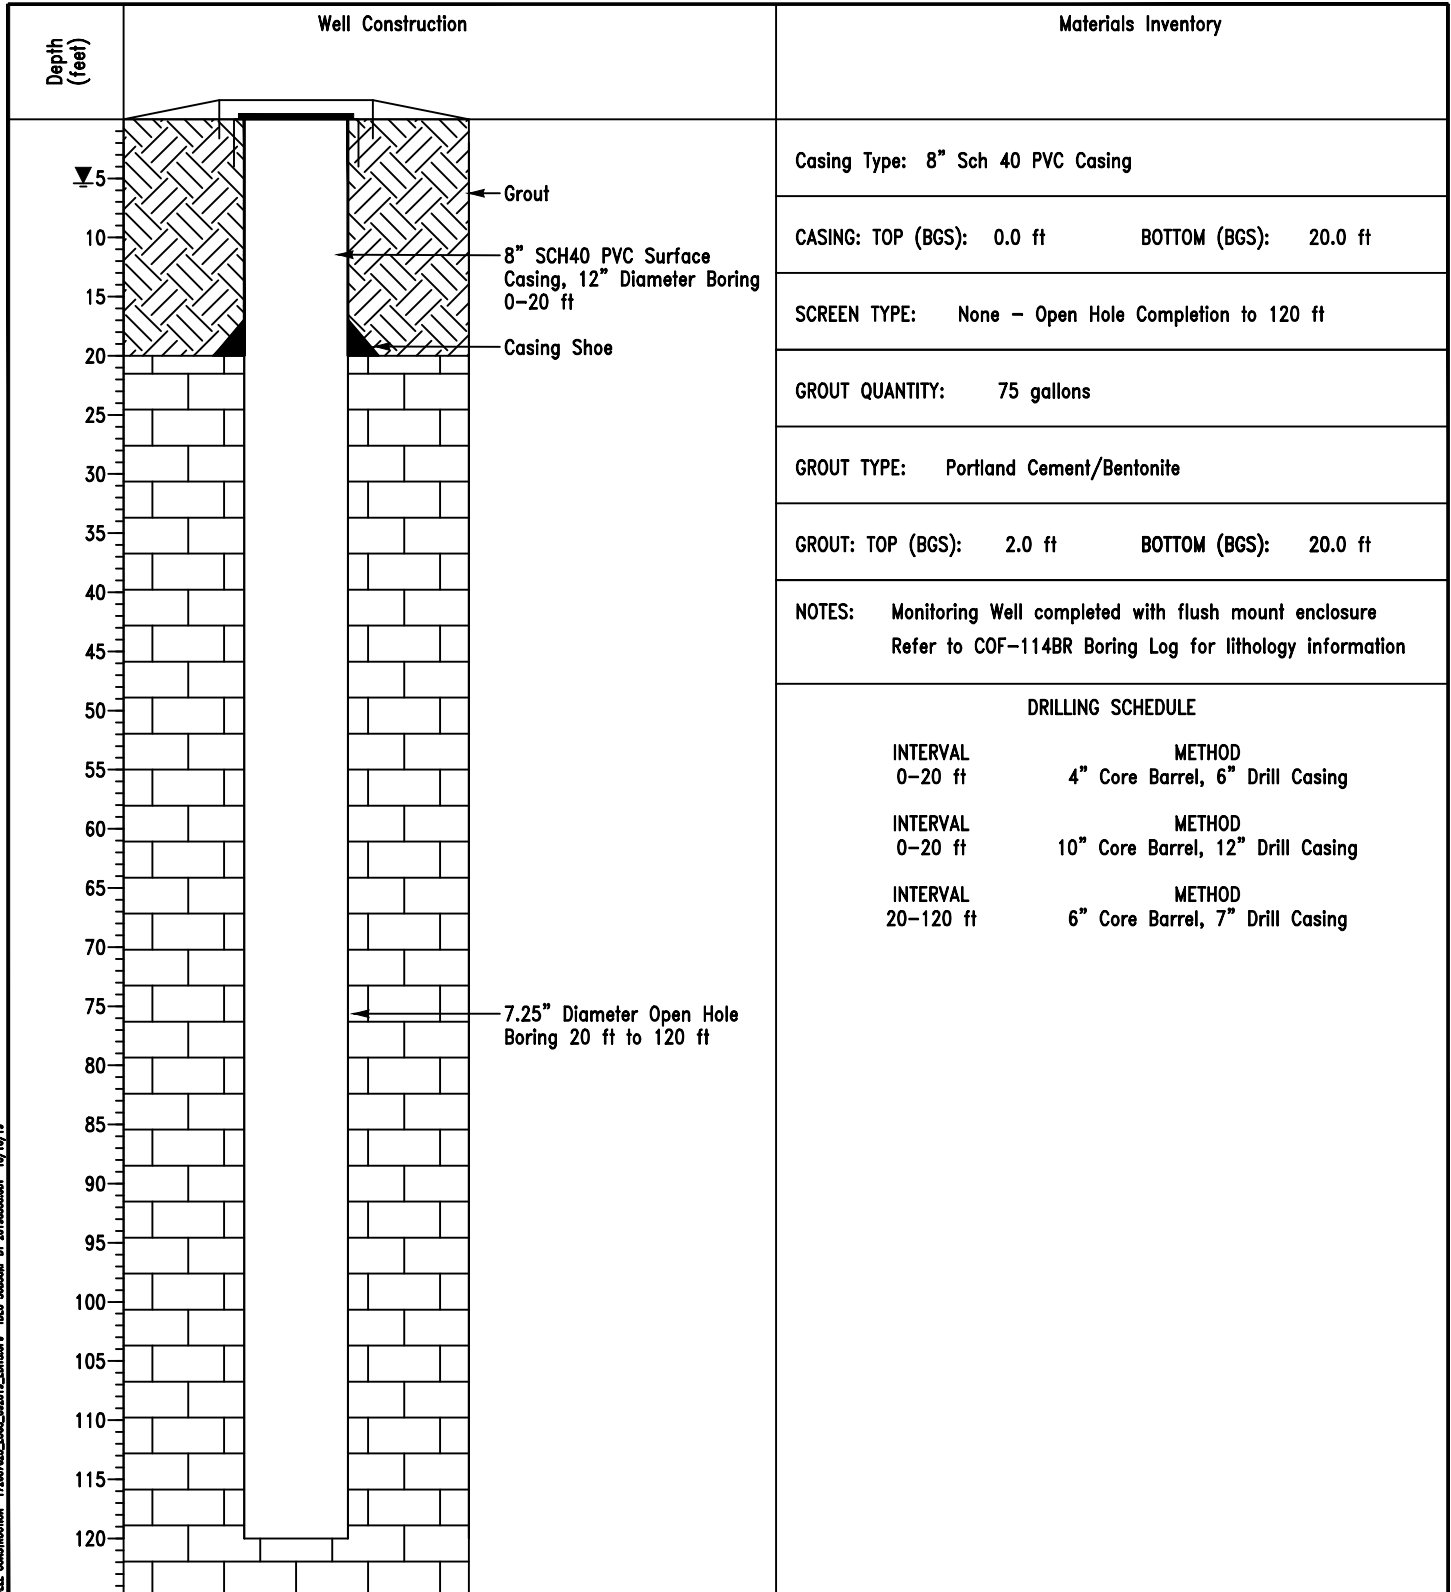 Depth
(feet)
Well Construction
Materials Inventory
5
10
15
20
25
30
35
40
45
50
55
60
65
70
75
80
85
90
95
100
105
110
115
120
Grout
8” SCH40 PVC Surface
Casing, 12” Diameter Boring
0–20 ft
Casing Shoe
7.25” Diameter Open Hole
Boring 20 ft to 120 ft
Casing Type: 8” Sch 40 PVC Casing
CASING: TOP (BGS): 0.0 ft BOTTOM (BGS): 20.0 ft
SCREEN TYPE: None – Open Hole Completion to 120 ft
GROUT QUANTITY: 75 gallons
GROUT TYPE: Portland Cement/Bentonite
GROUT: TOP (BGS): 2.0 ft BOTTOM (BGS): 20.0 ft
NOTES: Monitoring Well completed with flush mount enclosure
Refer to COF–114BR Boring Log for lithology information
DRILLING SCHEDULE
INTERVAL METHOD
0–20 ft 4” Core Barrel, 6” Drill Casing
INTERVAL METHOD
0–20 ft 10” Core Barrel, 12” Drill Casing
INTERVAL METHOD
20–120 ft 6” Core Barrel, 7” Drill Casing